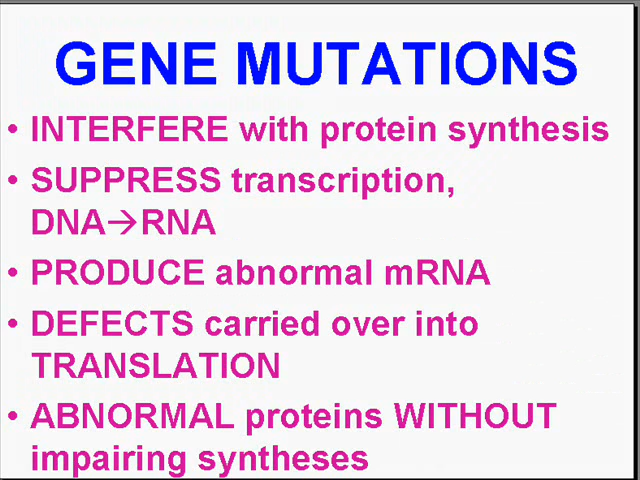 GENE MUTATIONS
• INTERFERE with protein synthesis
• SUPPRESS transcription,
DNA→RNA
• PRODUCE abnormal mRNA
• DEFECTS carried over into
TRANSLATION
• ABNORMAL proteins WITHOUT
impairing syntheses